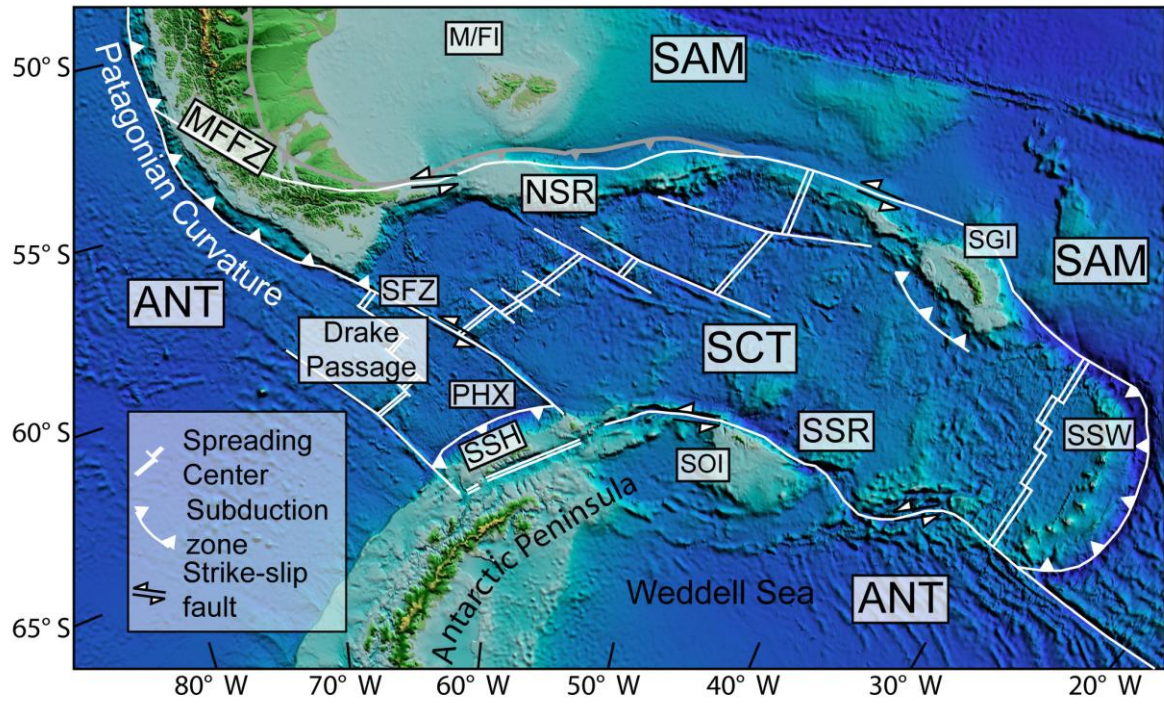 50° S
55° S
60° S
65° S
M/FI
SAM
Patagonian Curvature
MFFZ
NSR
SGI
SAM
ANT
SFZ
Drake
Passage
SCT
PHX
SSH
SSR
SSW
SOI
Antarctic Peninsula
Weddell Sea
ANT
Spreading
Center
Subduction
zone
Strike-slip
fault
80° W
70° W
60° W
50° W
40° W
30° W
20° W